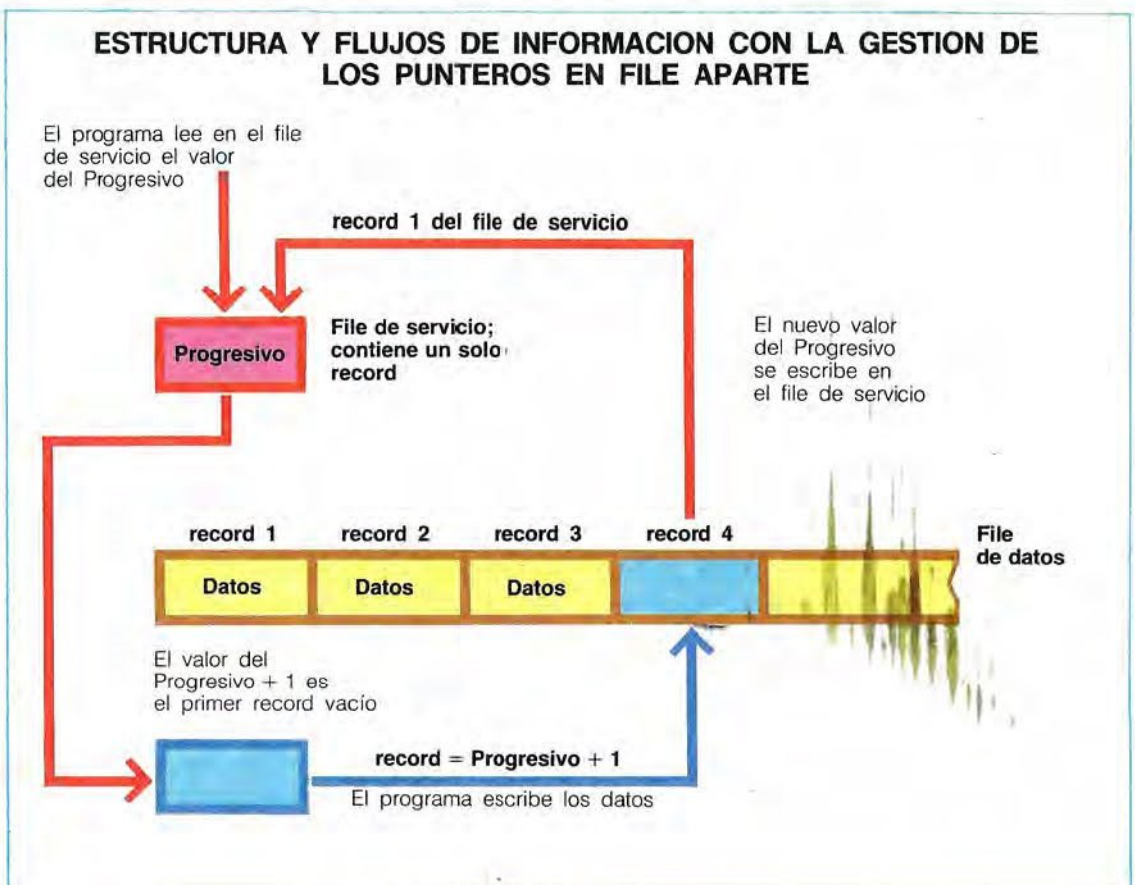 ESTRUCTURA Y FLUJOS DE INFORMACION CON LA GESTION DE
LOS PUNTEROS EN FILE APARTE
El programa lee en el file
de servicio el valor
del Progresivo
record 1 del file de servicio
Progresivo
File de servicio;
contiene un solo
record
El nuevo valor
del Progresivo
se escribe en
el file de servicio
record 1 record 2 record 3 record 4
File
de datos
Datos Datos Datos
El valor del
Progresivo + 1 es
el primer record vacío
record = Progresivo + 1
El programa escribe los datos